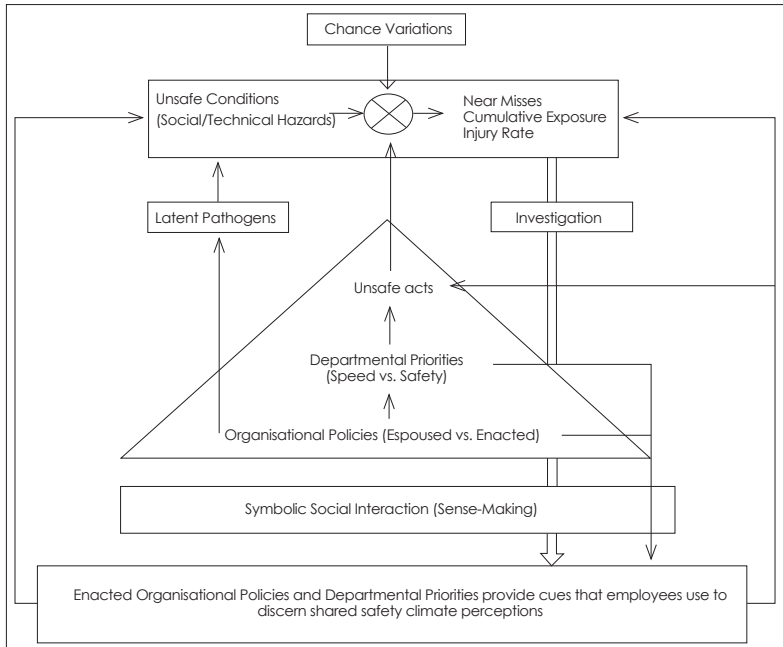 Chance Variations
Unsafe Conditions
(Social/Technical Hazards)
Near Misses
Cumulative Exposure
Injury Rate
Latent Pathogens
Investigation
Unsafe acts
Departmental Priorities
(Speed vs. Safety)
Organisational Policies (Espoused vs. Enacted)
Symbolic Social Interaction (Sense-Making)
Enacted Organisational Policies and Departmental Priorities provide cues that employees use to
discern shared safety climate perceptions